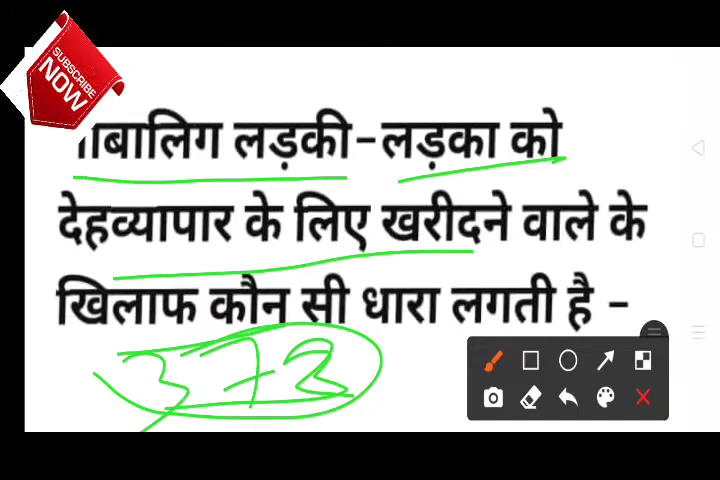 SUBSCRIBE
NOW
नाबालिग लड़की-लड़का को
देहव्यापार के लिए खरीदने वाले के
खिलाफ कौन सी धारा लगती है -
373